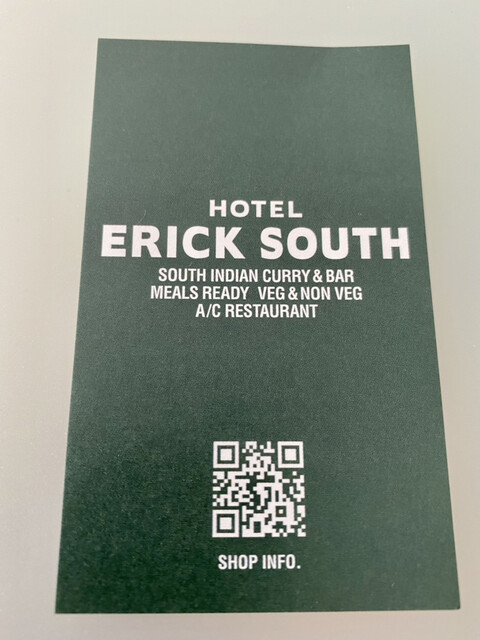 HOTEL
ERICK SOUTH
SOUTH INDIAN CURRY & BAR
MEALS READY VEG & NON VEG
A/C RESTAURANT
SHOP INFO.